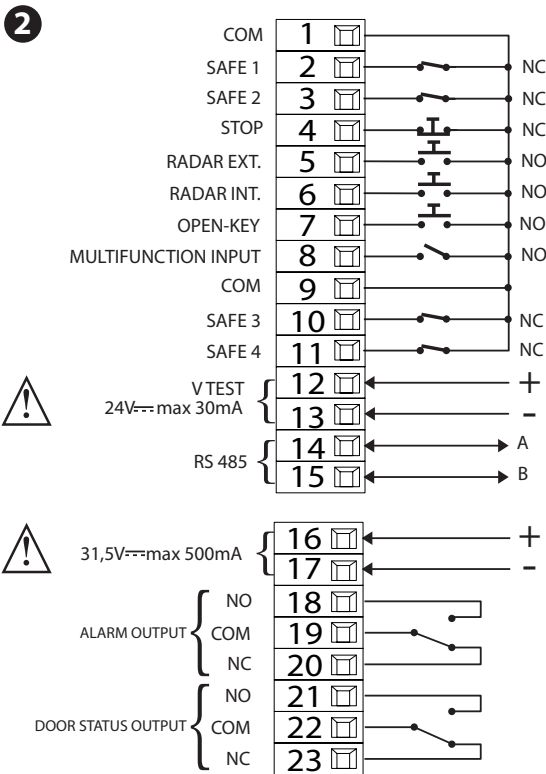 2
COM 1
SAFE 1 2 NC
SAFE 2 3 NC
STOP 4 NC
RADAR EXT. 5 NO
RADAR INT. 6 NO
OPEN-KEY 7 NO
MULTIFUNCTION INPUT 8 NO
COM 9
SAFE 3 10 NC
SAFE 4 11 NC
V TEST 12 +
24V max 30mA 13 -
RS 485 14 A
15 B
31,5V max 500mA 16 +
17 -
NO 18
ALARM OUTPUT COM 19
NC 20
NO 21
DOOR STATUS OUTPUT COM 22
NC 23